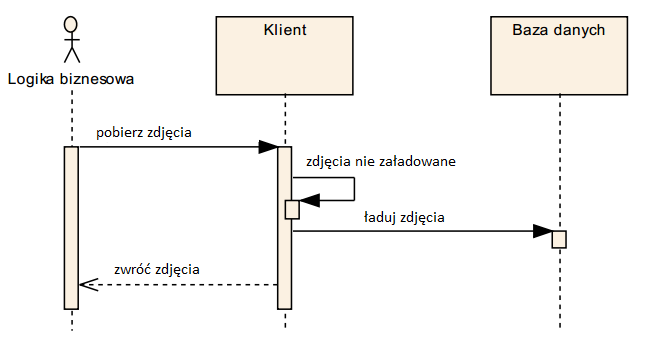 Klient
Baza danych
Logika biznesowa
pobierz zdjęcia
zdjęcia nie załadowane
ładuj zdjęcia
zwróć zdjęcia